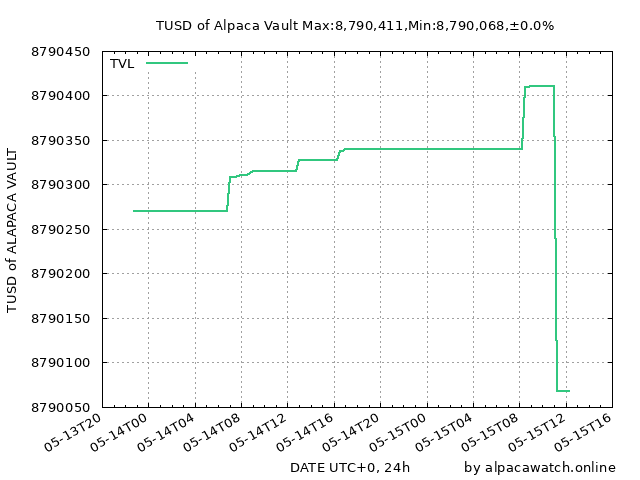 TUSD of Alpaca Vault Max:8,790,411,Min:8,790,068,±0.0%
TVL
TUSD of ALAPACA VAULT
8790450
8790400
8790350
8790300
8790250
8790200
8790150
8790100
8790050
05-13T20
05-14T00
05-14T04
05-14T08
05-14T12
05-14T16
05-14T20
05-15T00
05-15T04
05-15T08
05-15T12
05-15T16
DATE UTC+0, 24h
by alpacawatch.online